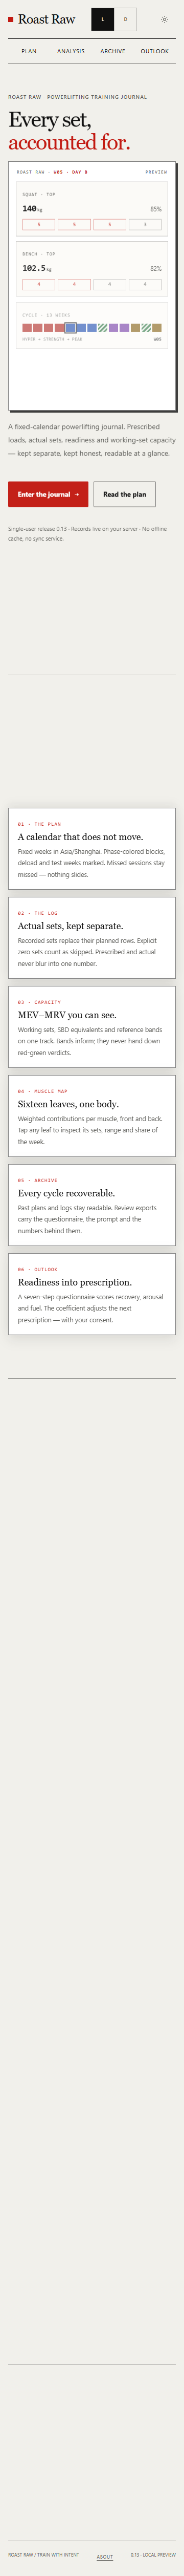 Roast Raw
L D
PLAN ANALYSIS ARCHIVE OUTLOOK
ROAST RAW · POWERLIFTING TRAINING JOURNAL
Every set,
accounted for.
ROAST RAW · W05 · DAY B PREVIEW
SQUAT · TOP
140kg 85%
5 5 5 3
BENCH · TOP
102.5kg 82%
4 4 4 4
CYCLE · 13 WEEKS
HYPER → STRENGTH → PEAK W05
A fixed-calendar powerlifting journal. Prescribed
loads, actual sets, readiness and working-set capacity
— kept separate, kept honest, readable at a glance.
Enter the journal → Read the plan
Single-user release 0.13 · Records live on your server · No offline
cache, no sync service.
01 · THE PLAN
A calendar that does not move.
Fixed weeks in Asia/Shanghai. Phase-colored blocks,
deload and test weeks marked. Missed sessions stay
missed — nothing slides.
02 · THE LOG
Actual sets, kept separate.
Recorded sets replace their planned rows. Explicit
zero sets count as skipped. Prescribed and actual
never blur into one number.
03 · CAPACITY
MEV–MRV you can see.
Working sets, SBD equivalents and reference bands
on one track. Bands inform; they never hand down
red-green verdicts.
04 · MUSCLE MAP
Sixteen leaves, one body.
Weighted contributions per muscle, front and back.
Tap any leaf to inspect its sets, range and share of
the week.
05 · ARCHIVE
Every cycle recoverable.
Past plans and logs stay readable. Review exports
carry the questionnaire, the prompt and the
numbers behind them.
06 · OUTLOOK
Readiness into prescription.
A seven-step questionnaire scores recovery, arousal
and fuel. The coefficient adjusts the next
prescription — with your consent.
ROAST RAW / TRAIN WITH INTENT ABOUT 0.13 · LOCAL PREVIEW